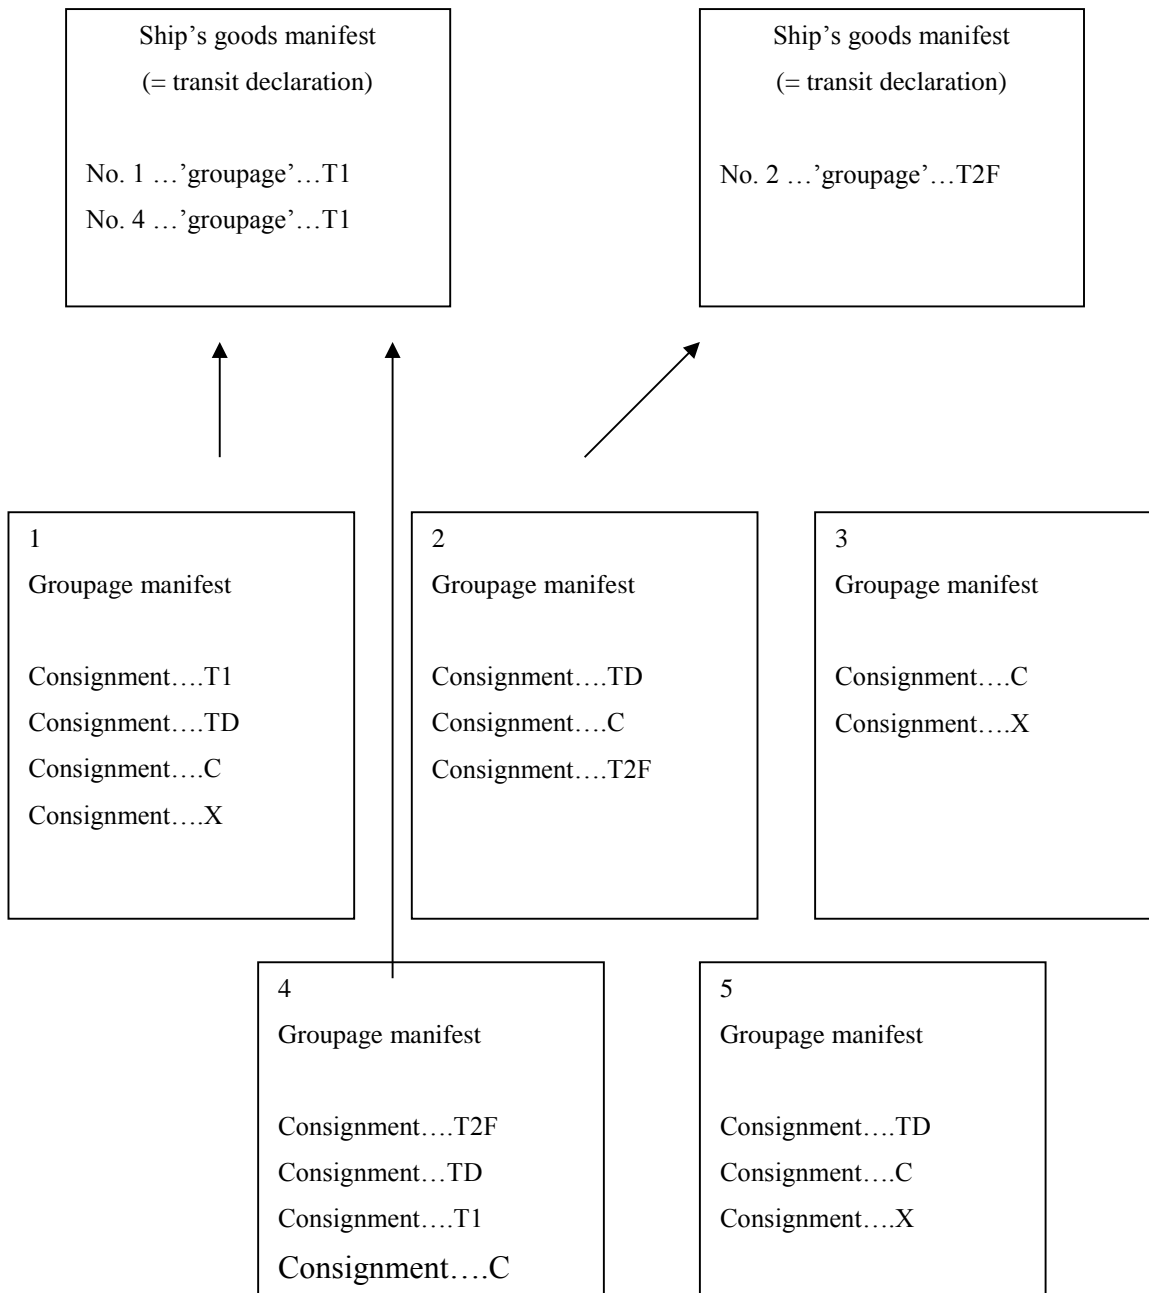 Ship’s goods manifest
(= transit declaration)
No. 1 …’groupage’…T1
No. 4 …’groupage’…T1
Ship’s goods manifest
(= transit declaration)
No. 2 …’groupage’…T2F
1
Groupage manifest
Consignment….T1
Consignment….TD
Consignment….C
Consignment….X
2
Groupage manifest
Consignment….TD
Consignment….C
Consignment….T2F
3
Groupage manifest
Consignment….C
Consignment….X
4
Groupage manifest
Consignment….T2F
Consignment…TD
Consignment….T1
Consignment….C
5
Groupage manifest
Consignment….TD
Consignment….C
Consignment….X